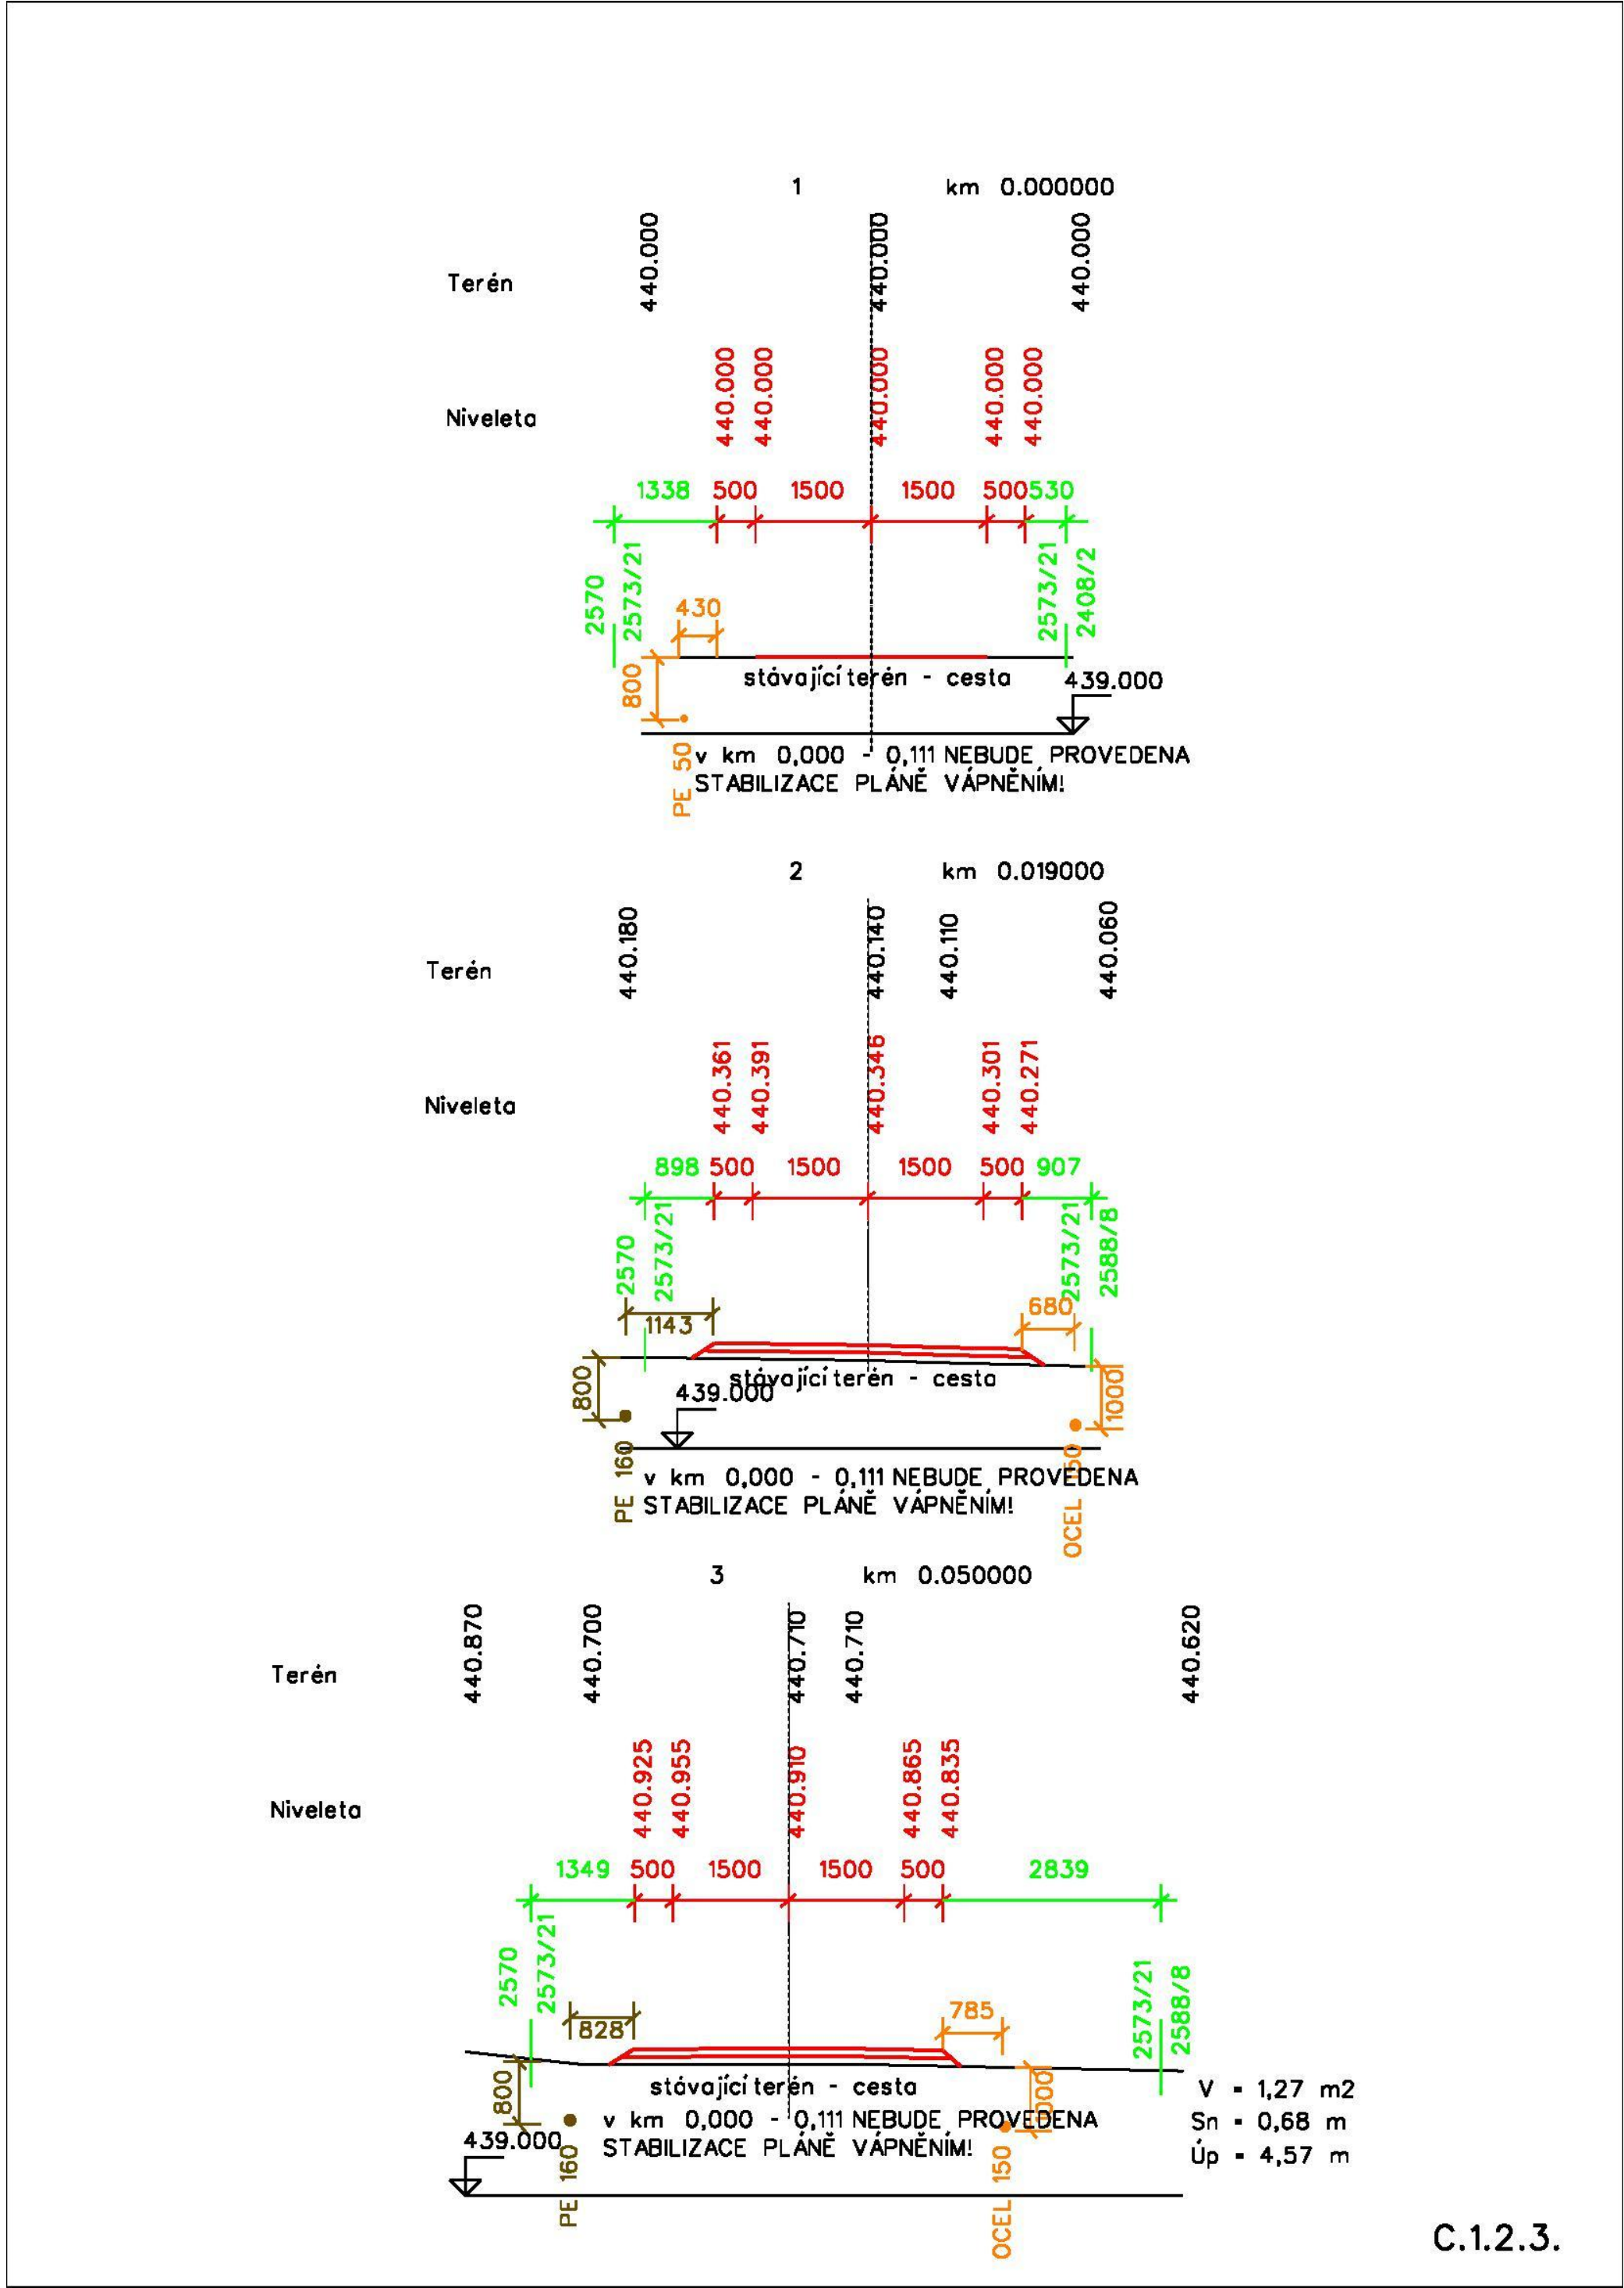 1 km 0.000000
Terén 440.000 440.000 440.000
Niveleta 440.000 440.000 440.000 440.000 440.000
1338 500 1500 1500 500 530
2570 2573/21 2573/21 2408/2
430
800
stávající terén - cesta
439.000
PE 50
v km 0,000 - 0,111 NEBUDE PROVEDENA
STABILIZACE PLÁNĚ VÁPNĚNÍM!
2 km 0.019000
Terén 440.180 440.140 440.110 440.060
Niveleta 440.361 440.391 440.346 440.301 440.271
898 500 1500 1500 500 907
2570 2573/21 2573/21 2588/8
1143 680
800 1000
stávající terén - cesta
439.000
PE 160 OCEL 150
v km 0,000 - 0,111 NEBUDE PROVEDENA
STABILIZACE PLÁNĚ VÁPNĚNÍM!
3 km 0.050000
Terén 440.870 440.700 440.710 440.710 440.620
Niveleta 440.925 440.955 440.910 440.865 440.835
1349 500 1500 1500 500 2839
2570 2573/21 2573/21 2588/8
828 785
800 1000
stávající terén - cesta
v km 0,000 - 0,111 NEBUDE PROVEDENA
STABILIZACE PLÁNĚ VÁPNĚNÍM!
439.000
PE 160 OCEL 150
V = 1,27 m2
Sn = 0,68 m
Úp = 4,57 m
C.1.2.3.